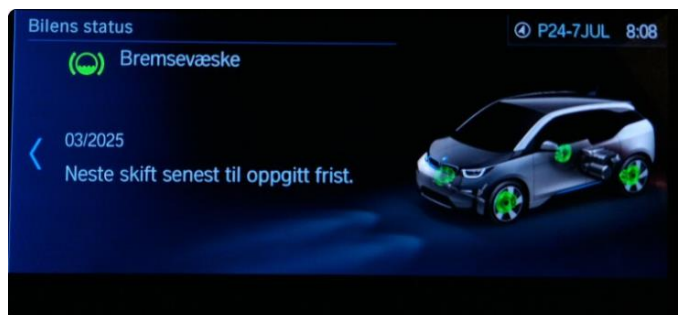 Bilens status
P24-7JUL 8:08
Bremsevæske
03/2025
Neste skift senest til oppgitt frist.